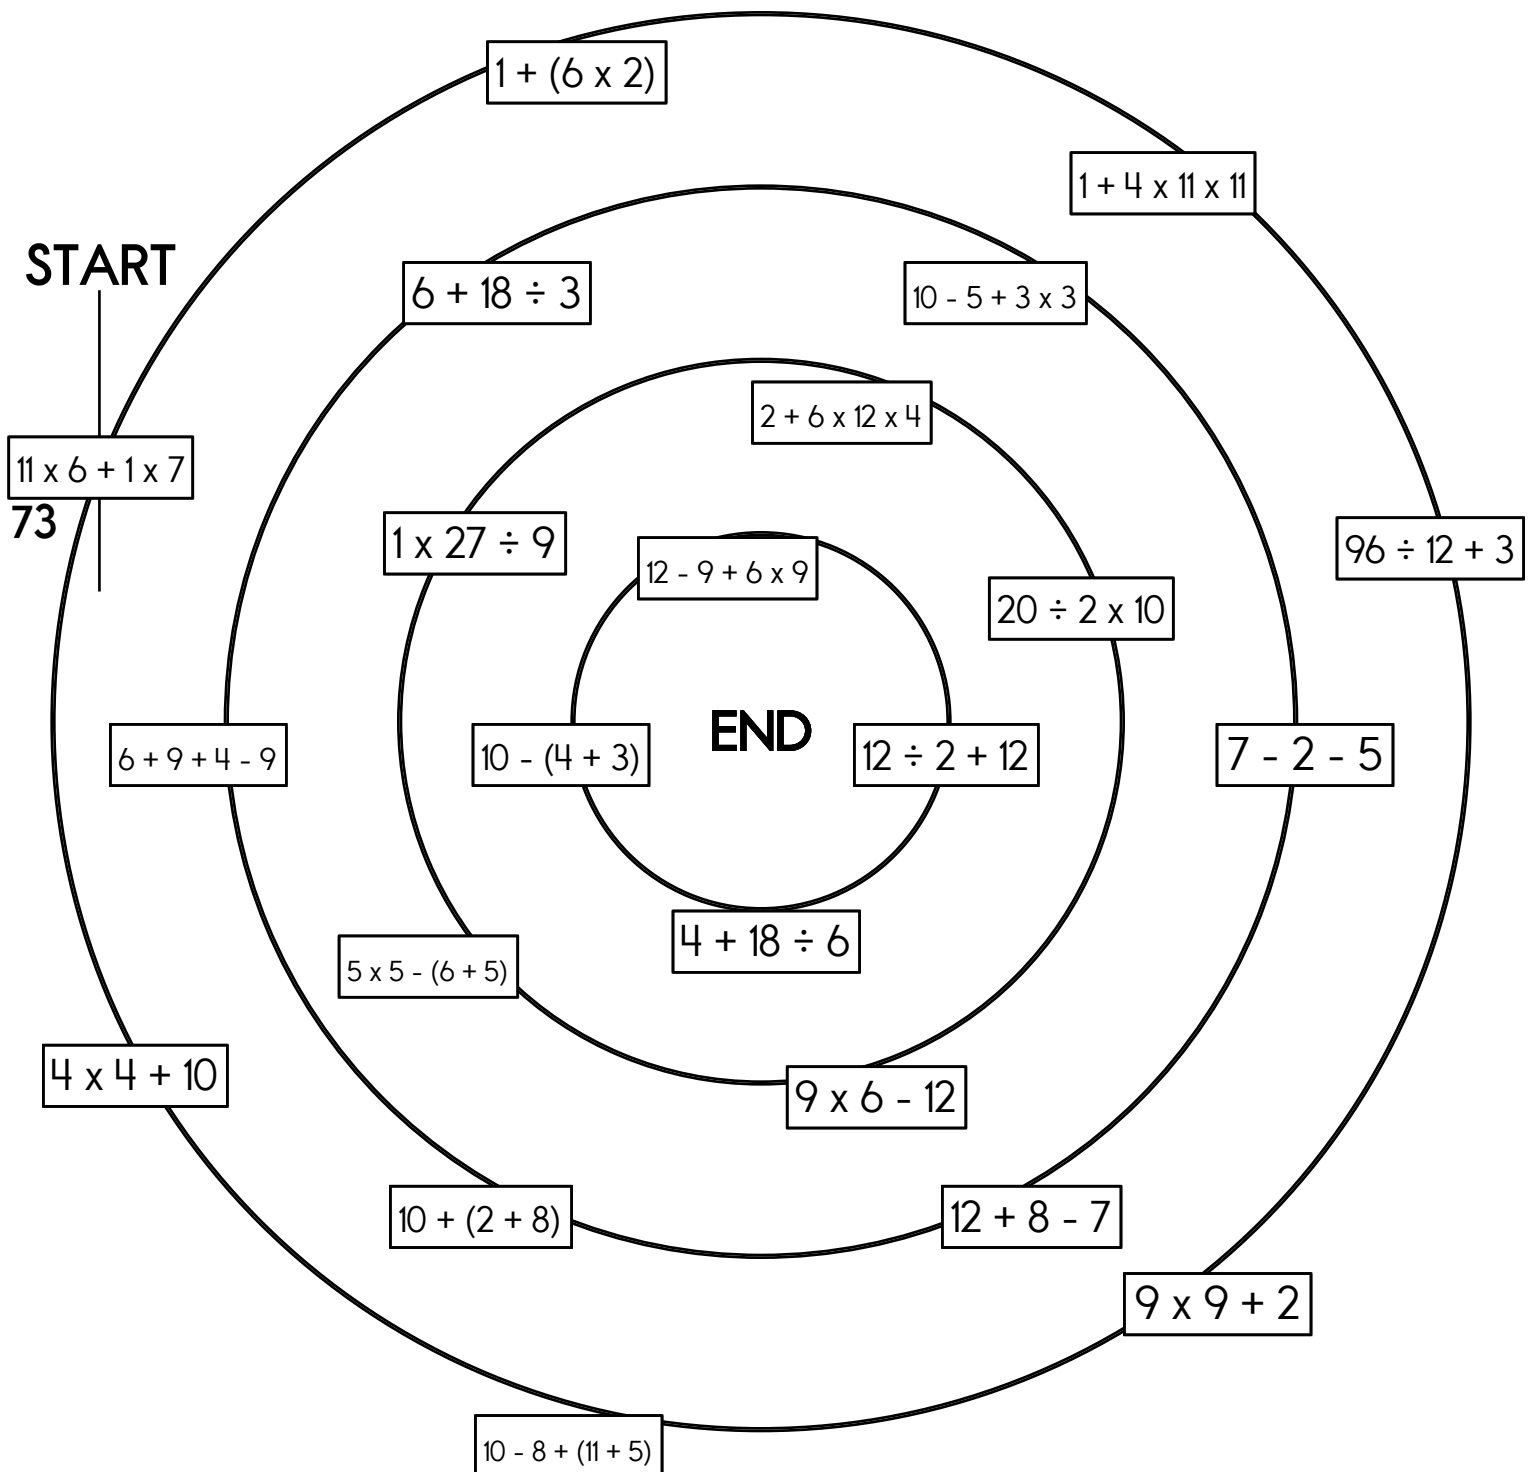 1 + (6 x 2)
1 + 4 x 11 x 11
START
6 + 18 ÷ 3
10 - 5 + 3 x 3
2 + 6 x 12 x 4
11 x 6 + 1 x 7
73
1 x 27 ÷ 9
96 ÷ 12 + 3
12 - 9 + 6 x 9
20 ÷ 2 x 10
6 + 9 + 4 - 9
10 - (4 + 3)
END
12 ÷ 2 + 12
7 - 2 - 5
4 + 18 ÷ 6
5 x 5 - (6 + 5)
4 x 4 + 10
9 x 6 - 12
10 + (2 + 8)
12 + 8 - 7
9 x 9 + 2
10 - 8 + (11 + 5)